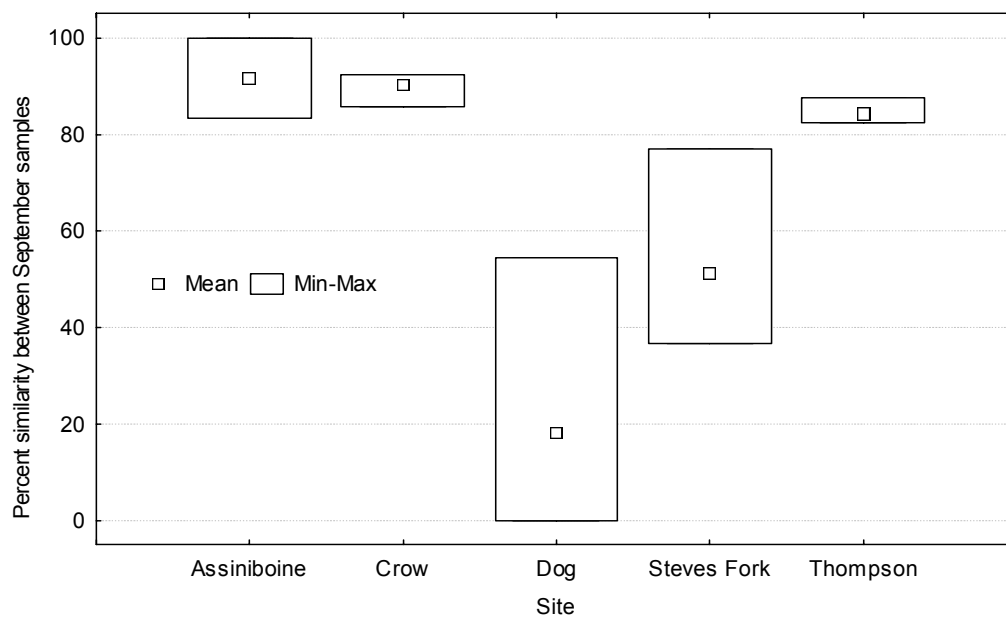 Percent similarity between September samples
100
80
60
40
20
0
Mean Min-Max
Assiniboine Crow Dog Steves Fork Thompson
Site